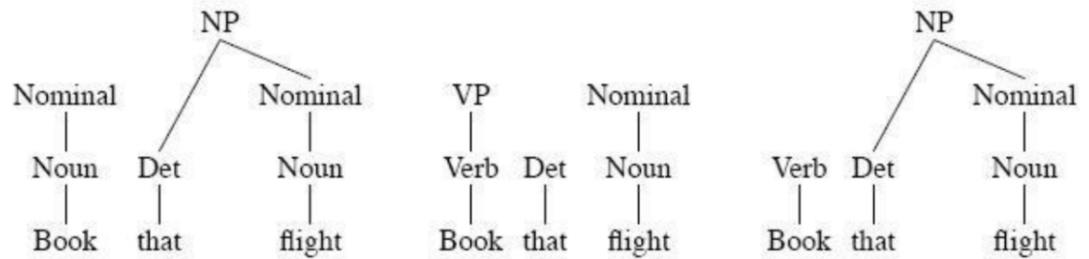 NP NP
Nominal Nominal VP Nominal Nominal
Noun Det Noun Verb Det Noun Verb Det Noun
Book that flight Book that flight Book that flight